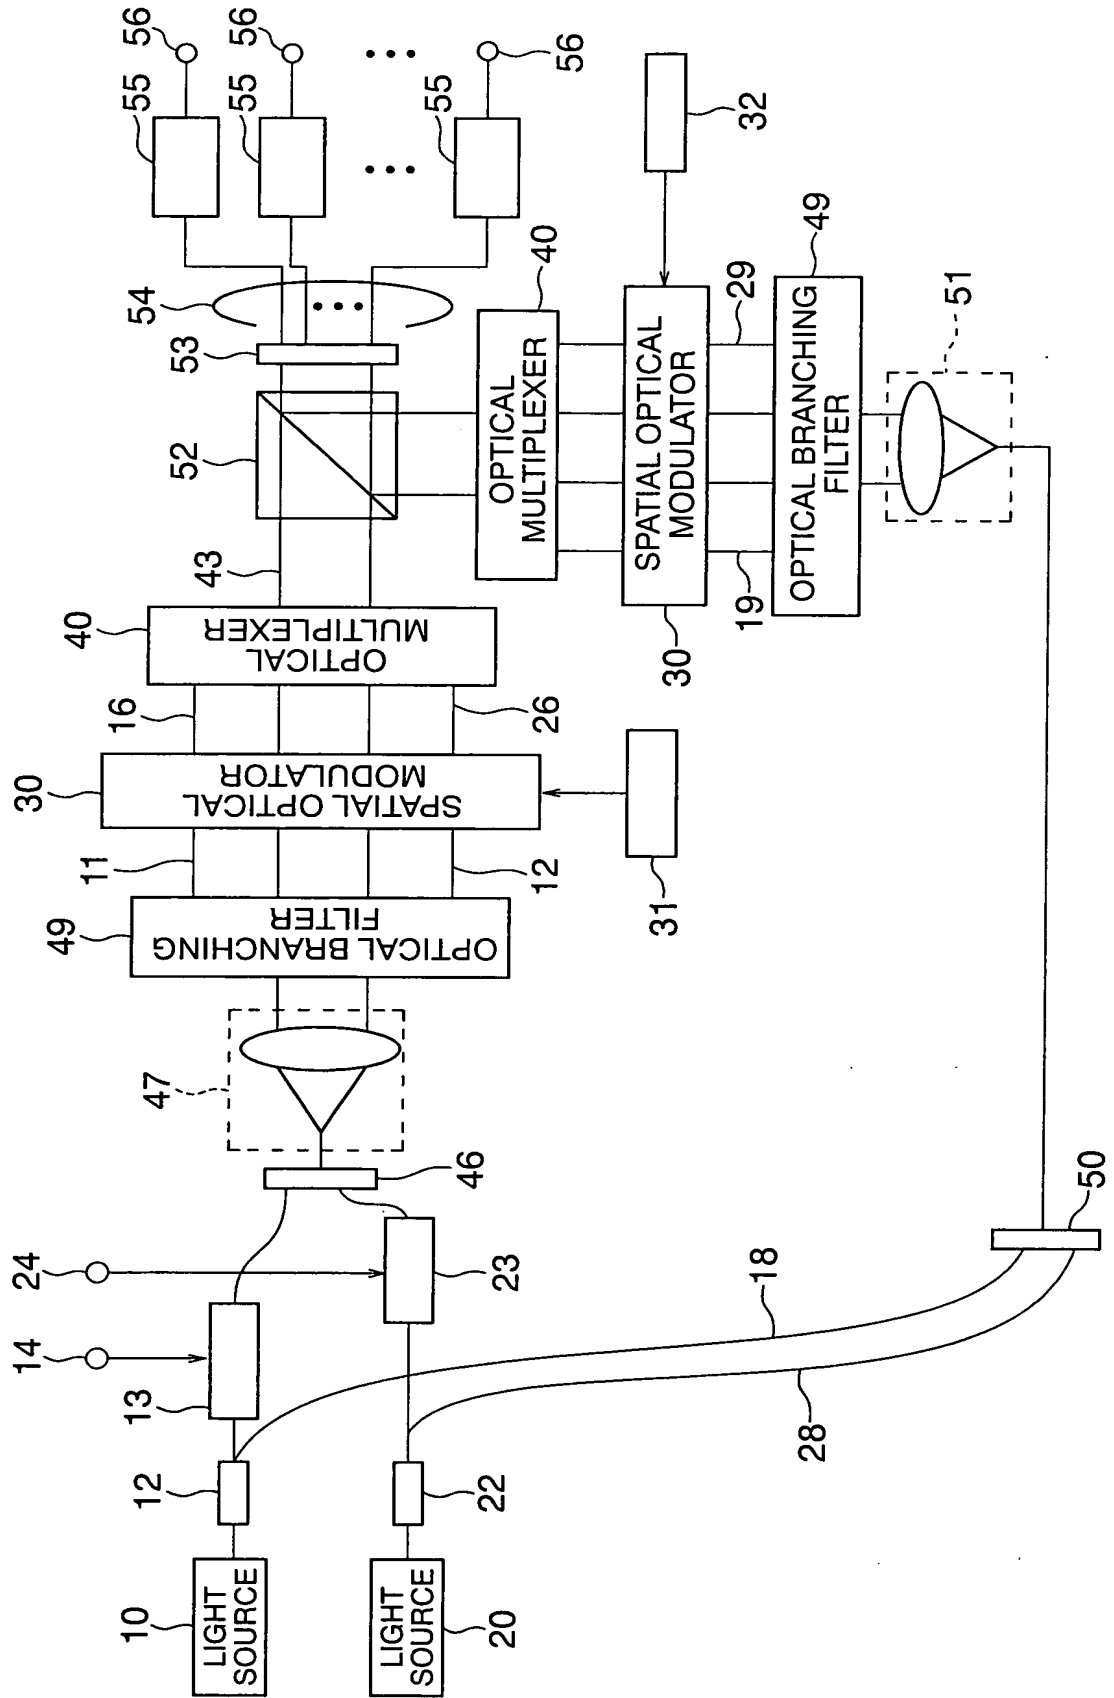 10
LIGHT
SOURCE
12
13
14
24
20
LIGHT
SOURCE
22
23
46
47
49
OPTICAL BRANCHING
FILTER
11
12
30
SPATIAL OPTICAL
MODULATOR
31
16
26
40
OPTICAL
MULTIPLEXER
43
52
53
54
55
56
55
56
55
56
40
OPTICAL
MULTIPLEXER
32
30
SPATIAL OPTICAL
MODULATOR
19
29
49
OPTICAL BRANCHING
FILTER
51
18
28
50